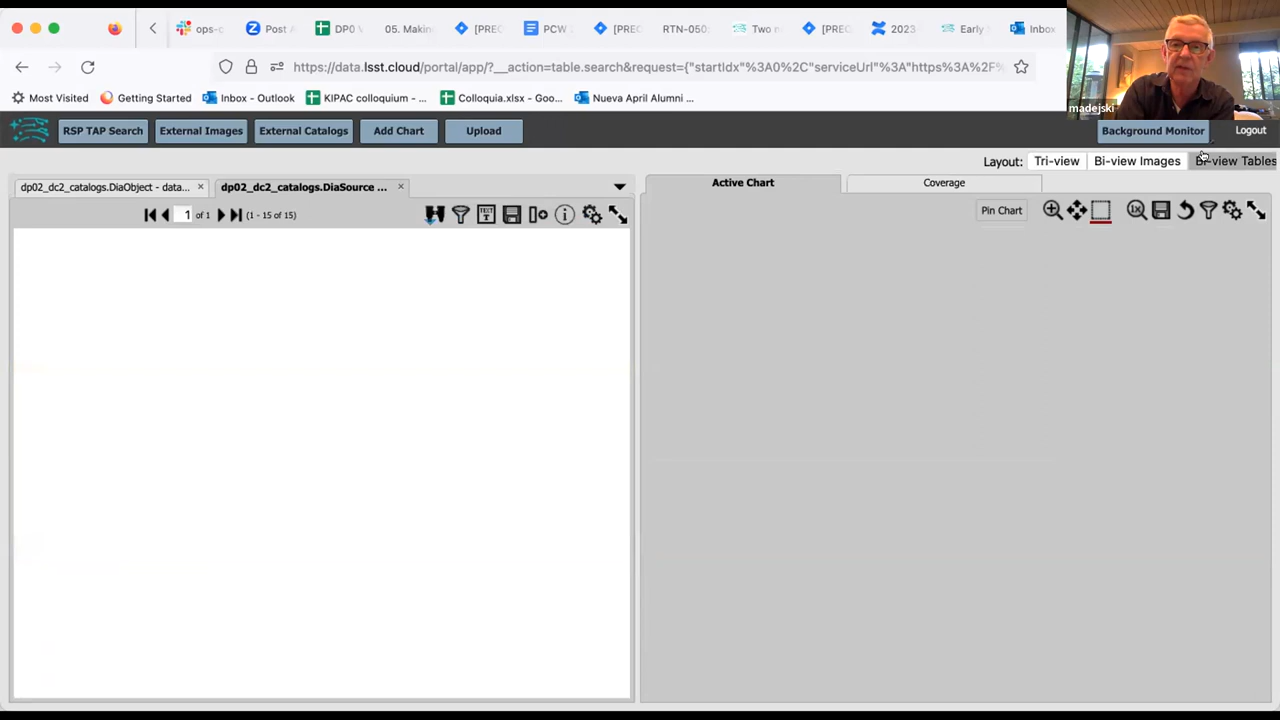 ops-
Post A
DP0 V
05. Makin
[PREC
PCW
[PREC
RTN-050:
Two n
[PREC
2023
Early
Inbox
https://data.lsst.cloud/portal/app/?__action=table.search&request={"startIdx"%3A0%2C"serviceUrl"%3A"https%3A%2F%
Most Visited
Getting Started
Inbox - Outlook
KIPAC colloquium - ...
Colloquia.xlsx - Goo...
Nueva April Alumni ...
madejski
RSP TAP Search
External Images
External Catalogs
Add Chart
Upload
Background Monitor
Logout
Layout: Tri-view Bi-view Images Bi-view Tables
dp02_dc2_catalogs.DiaObject - data... ×
dp02_dc2_catalogs.DiaSource ... ×
Active Chart
Coverage
1 of 1 (1 - 15 of 15)
TEXT
Pin Chart
1x